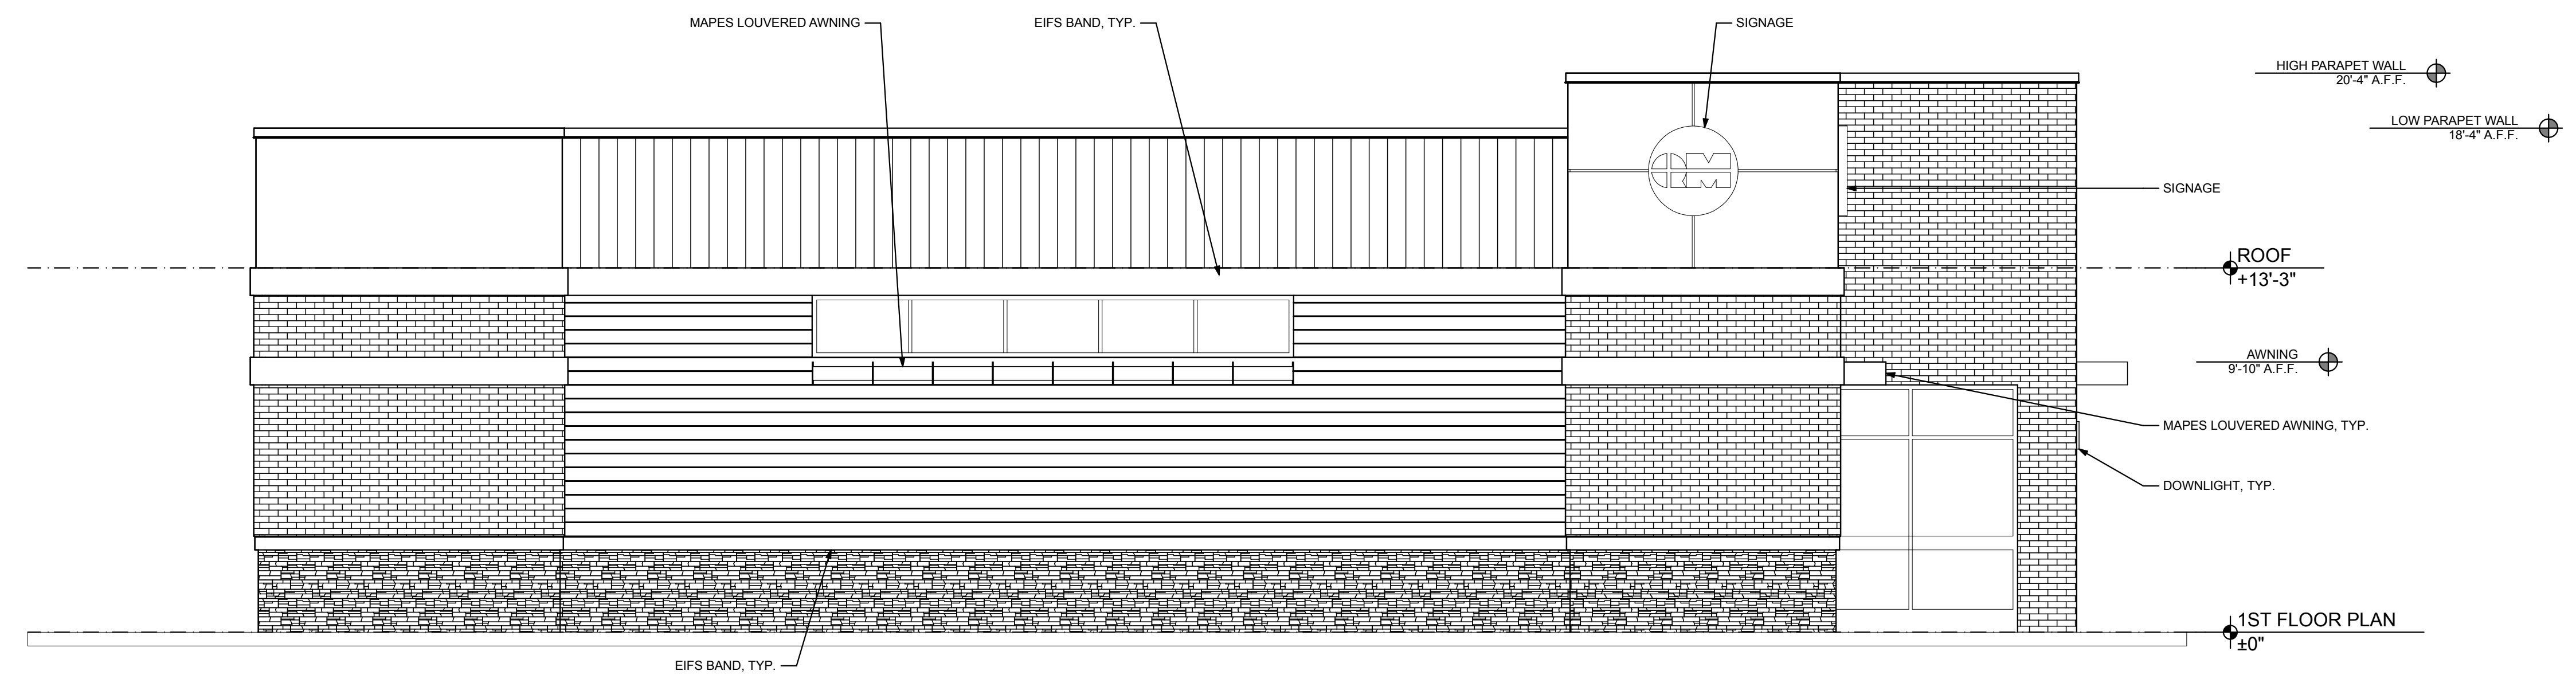 MAPES LOUVERED AWNING
EIFS BAND, TYP.
SIGNAGE
HIGH PARAPET WALL
20'-4" A.F.F.
LOW PARAPET WALL
18'-4" A.F.F.
M
SIGNAGE
ROOF
+13'-3"
AWNING
9'-10" A.F.F.
MAPES LOUVERED AWNING, TYP.
DOWNLIGHT, TYP.
1ST FLOOR PLAN
±0"
EIFS BAND, TYP.